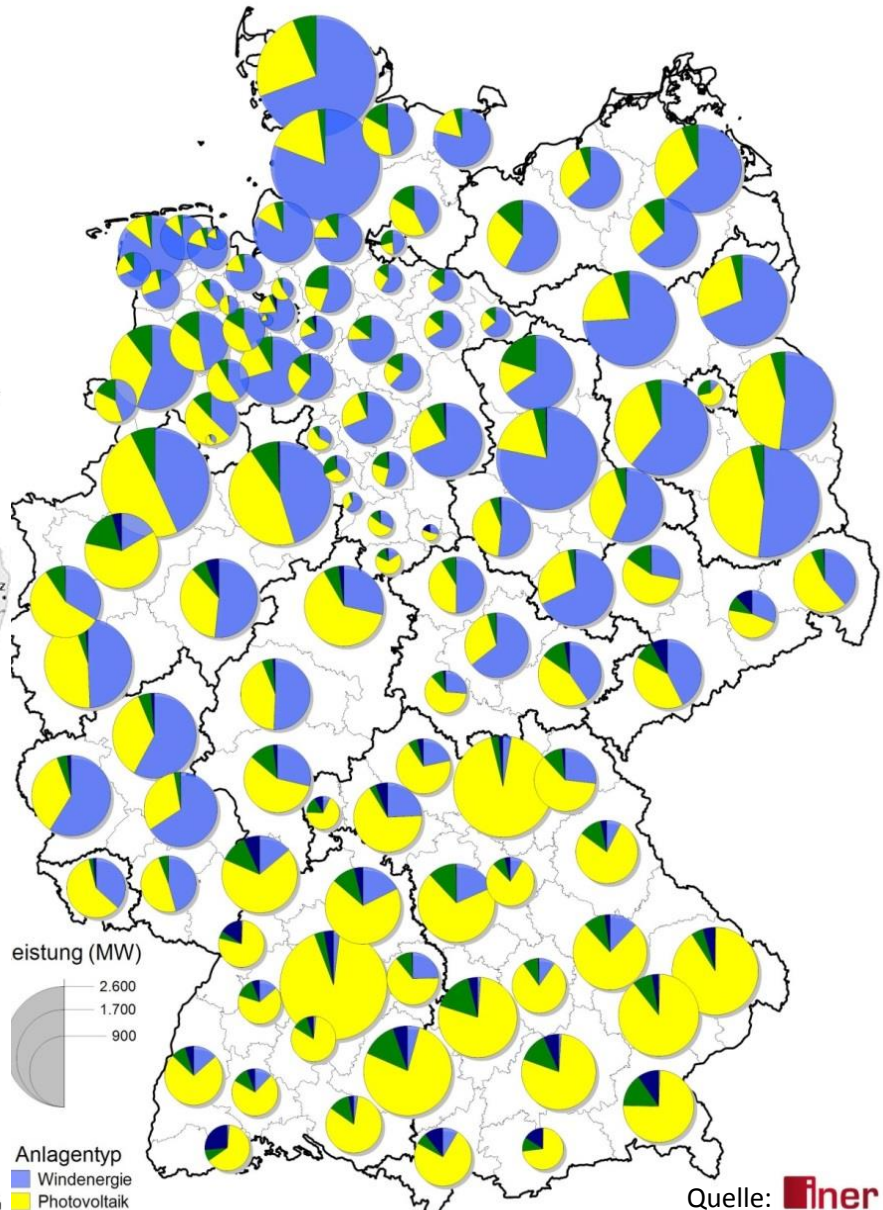 eistung (MW)
2.600
1.700
900
Anlagentyp
Windenergie
Photovoltaik
Quelle: iner